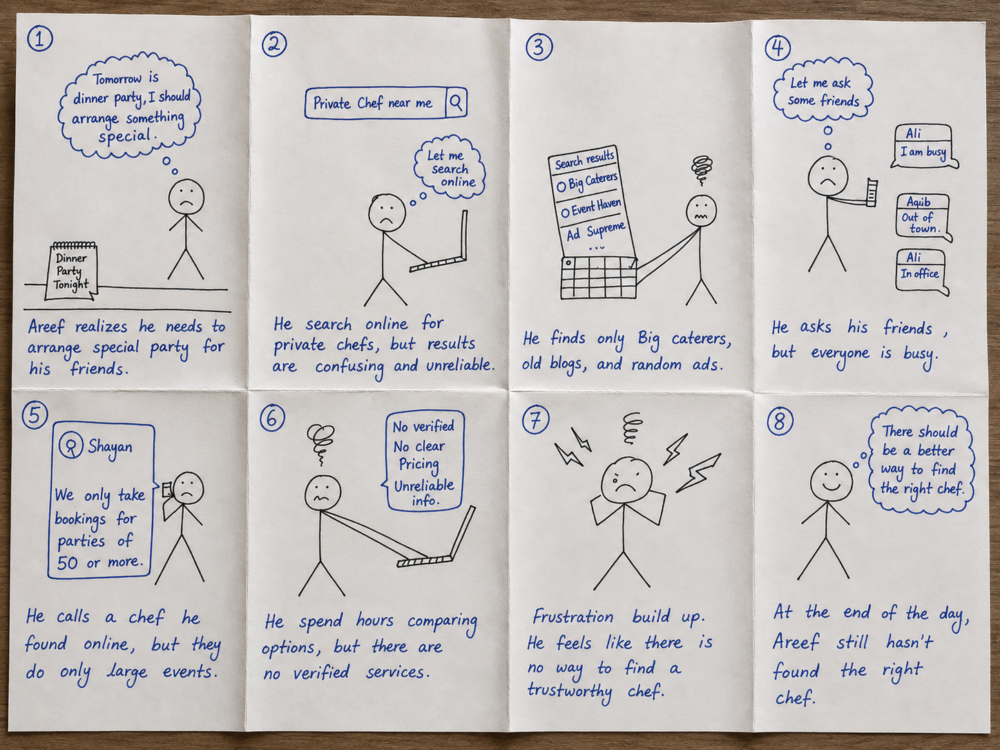 1
Tomorrow is
dinner party, I should
arrange something
special.
Dinner
Party
Tonight
Areef realizes he needs to
arrange special party for
his friends.
2
Private Chef near me
Let me
search
online
He search online for
private chefs, but results
are confusing and unreliable.
3
Search results
Big Caterers
Event Haven
Ad Supreme
...
He finds only Big caterers,
old blogs, and random ads.
4
Let me ask
some friends
Ali
I am busy
Aqib
Out of
town.
Ali
In office
He asks his friends,
but everyone is busy.
5
Shayan
We only take
bookings for
parties of
50 or more.
He calls a chef he
found online, but they
do only large events.
6
No verified
No clear
Pricing
Unreliable
info.
He spend hours comparing
options, but there are
no verified services.
7
Frustration build up.
He feels like there is
no way to find a
trustworthy chef.
8
There should
be a better
way to find
the right chef.
At the end of the day,
Areef still hasn't
found the right
chef.